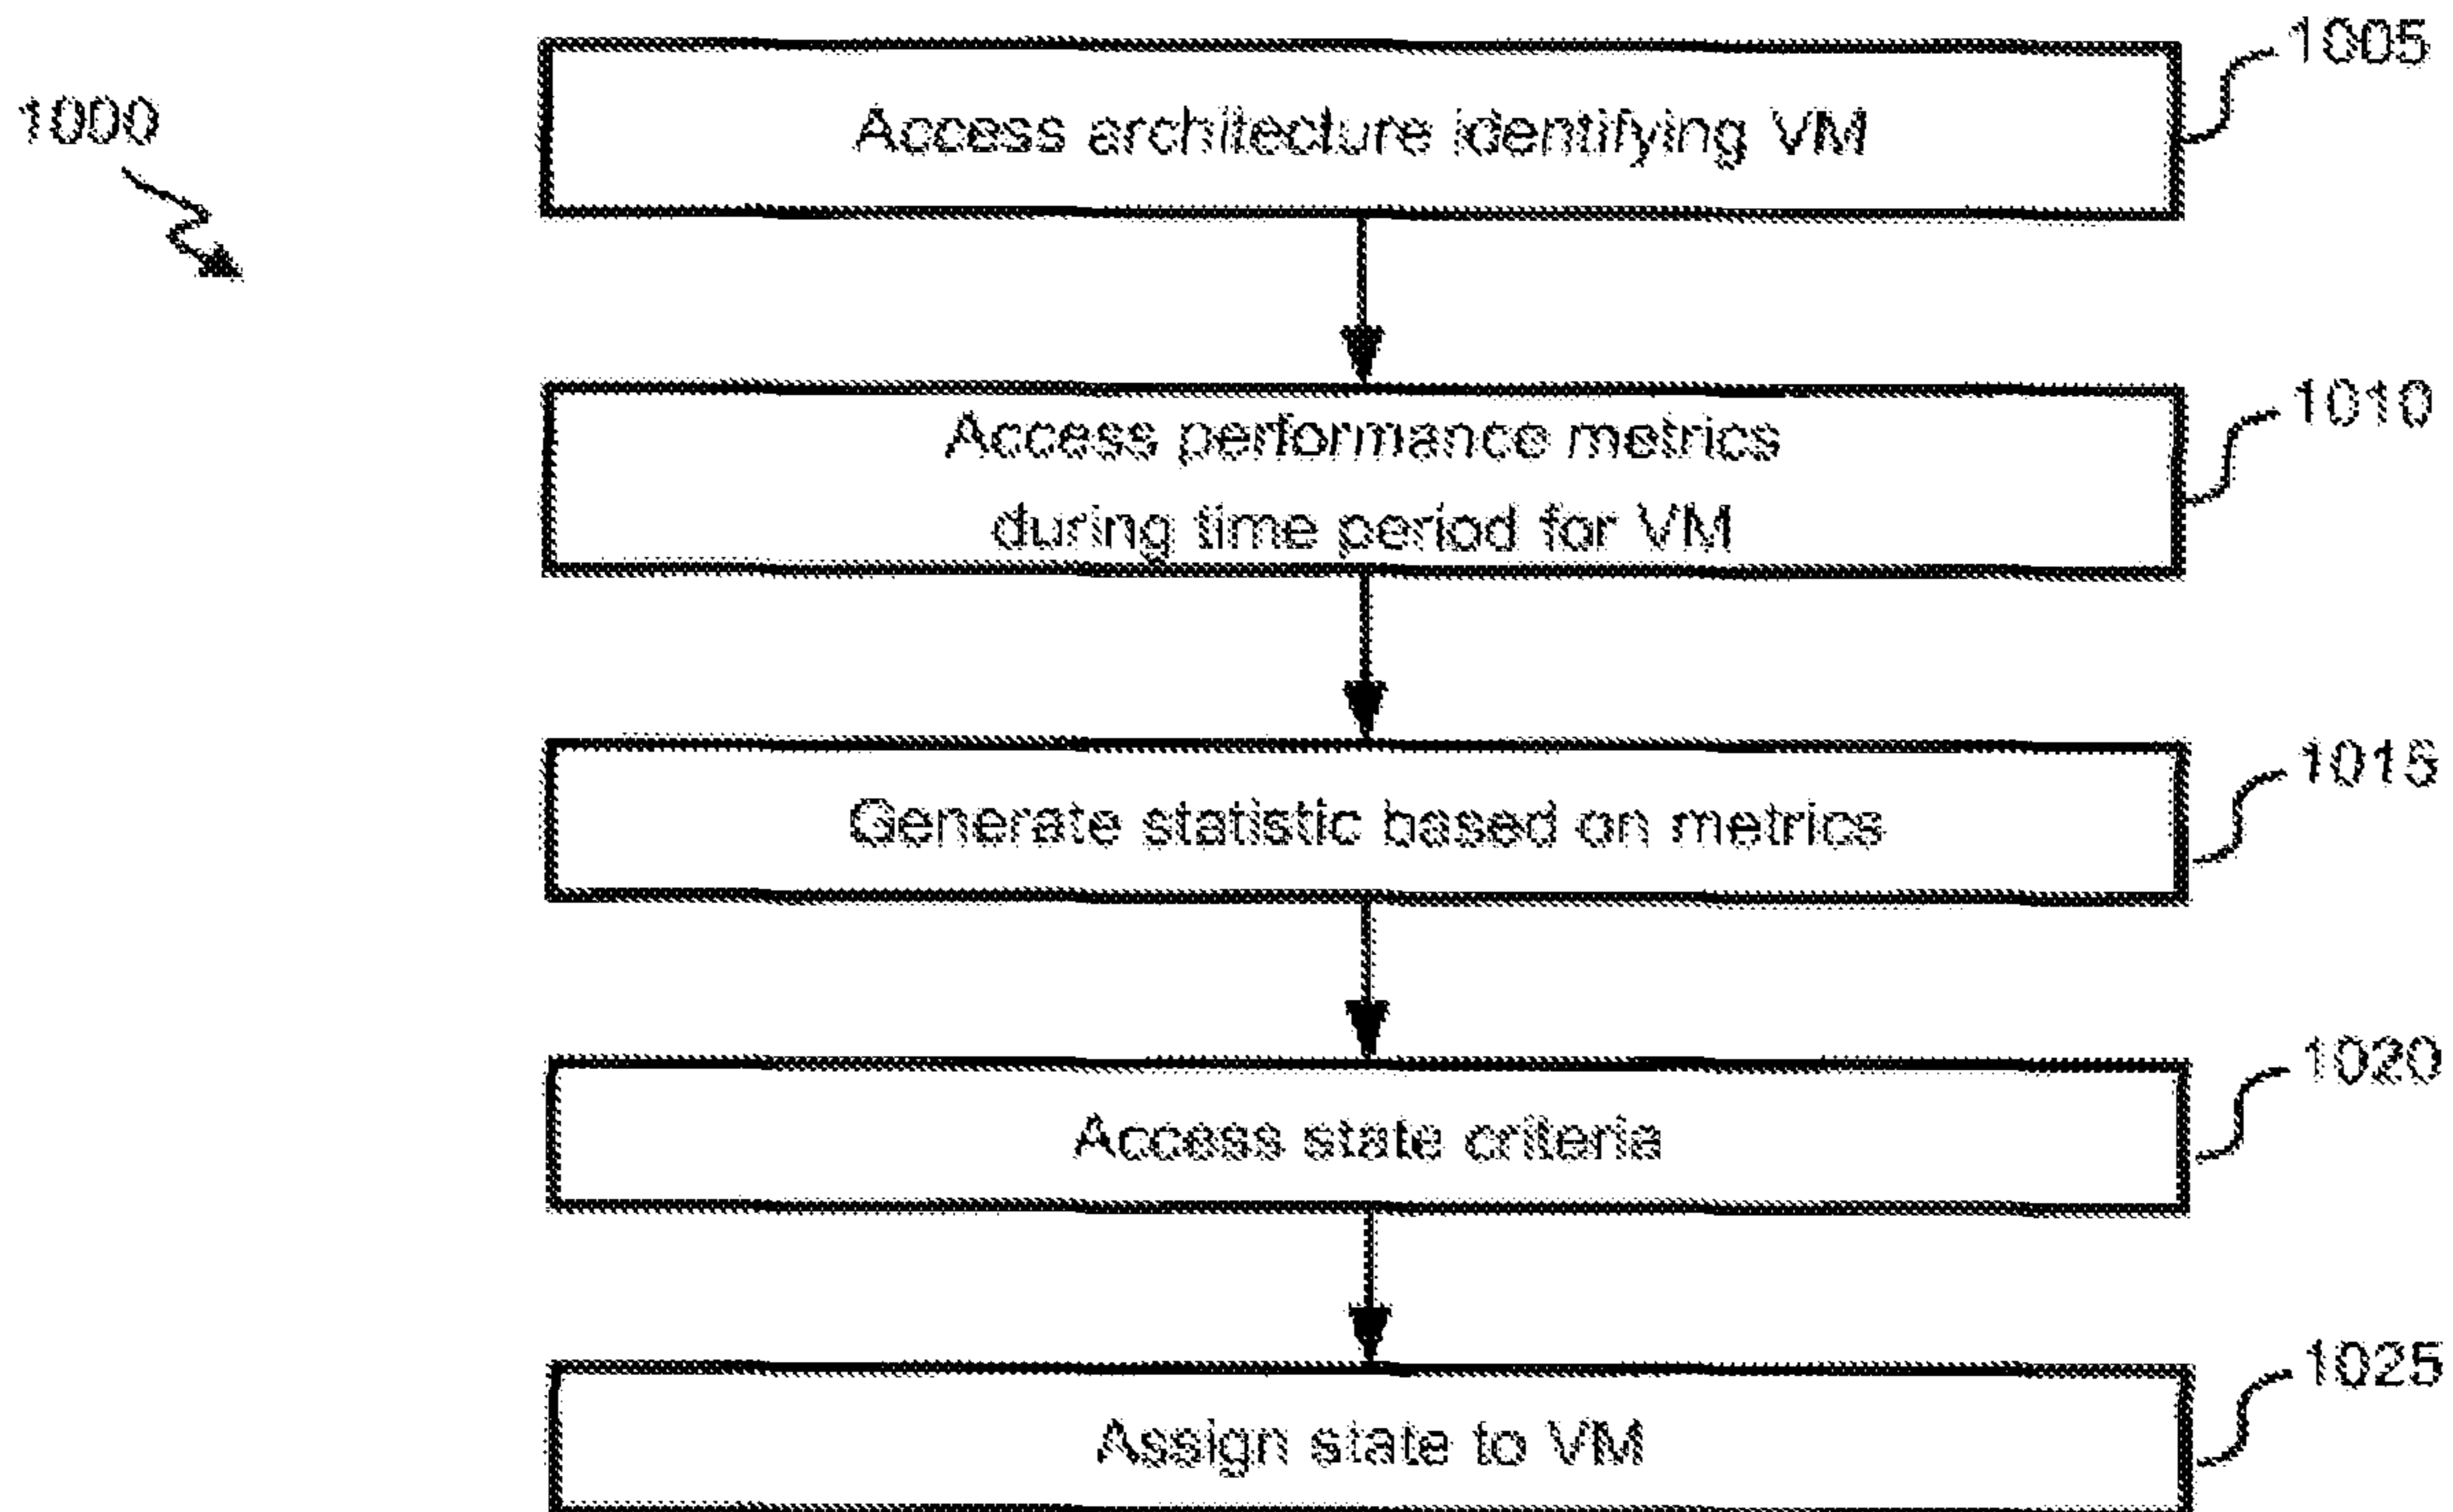 1005
1000
Access architecture identifying VM
1010
Access performance metrics
during time period for VM
1015
Generate statistic based on metrics
1020
Access state criteria
1025
Assign state to VM